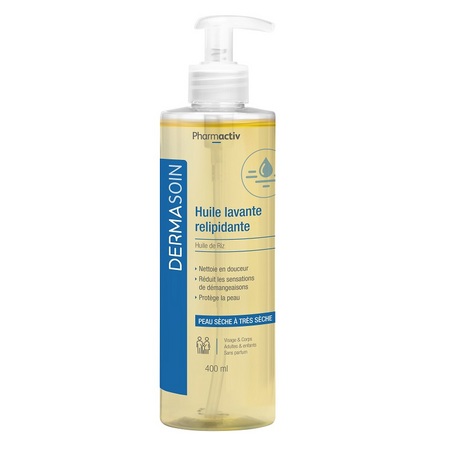 Pharmactiv
DERMASOIN
Huile lavante
relipidante
Huile de Riz
• Nettoie en douceur
• Réduit les sensations
de démangeaisons
• Protège la peau
PEAU SÈCHE À TRÈS SÈCHE
Visage & Corps
Adultes & enfants
Sans parfum
400 ml